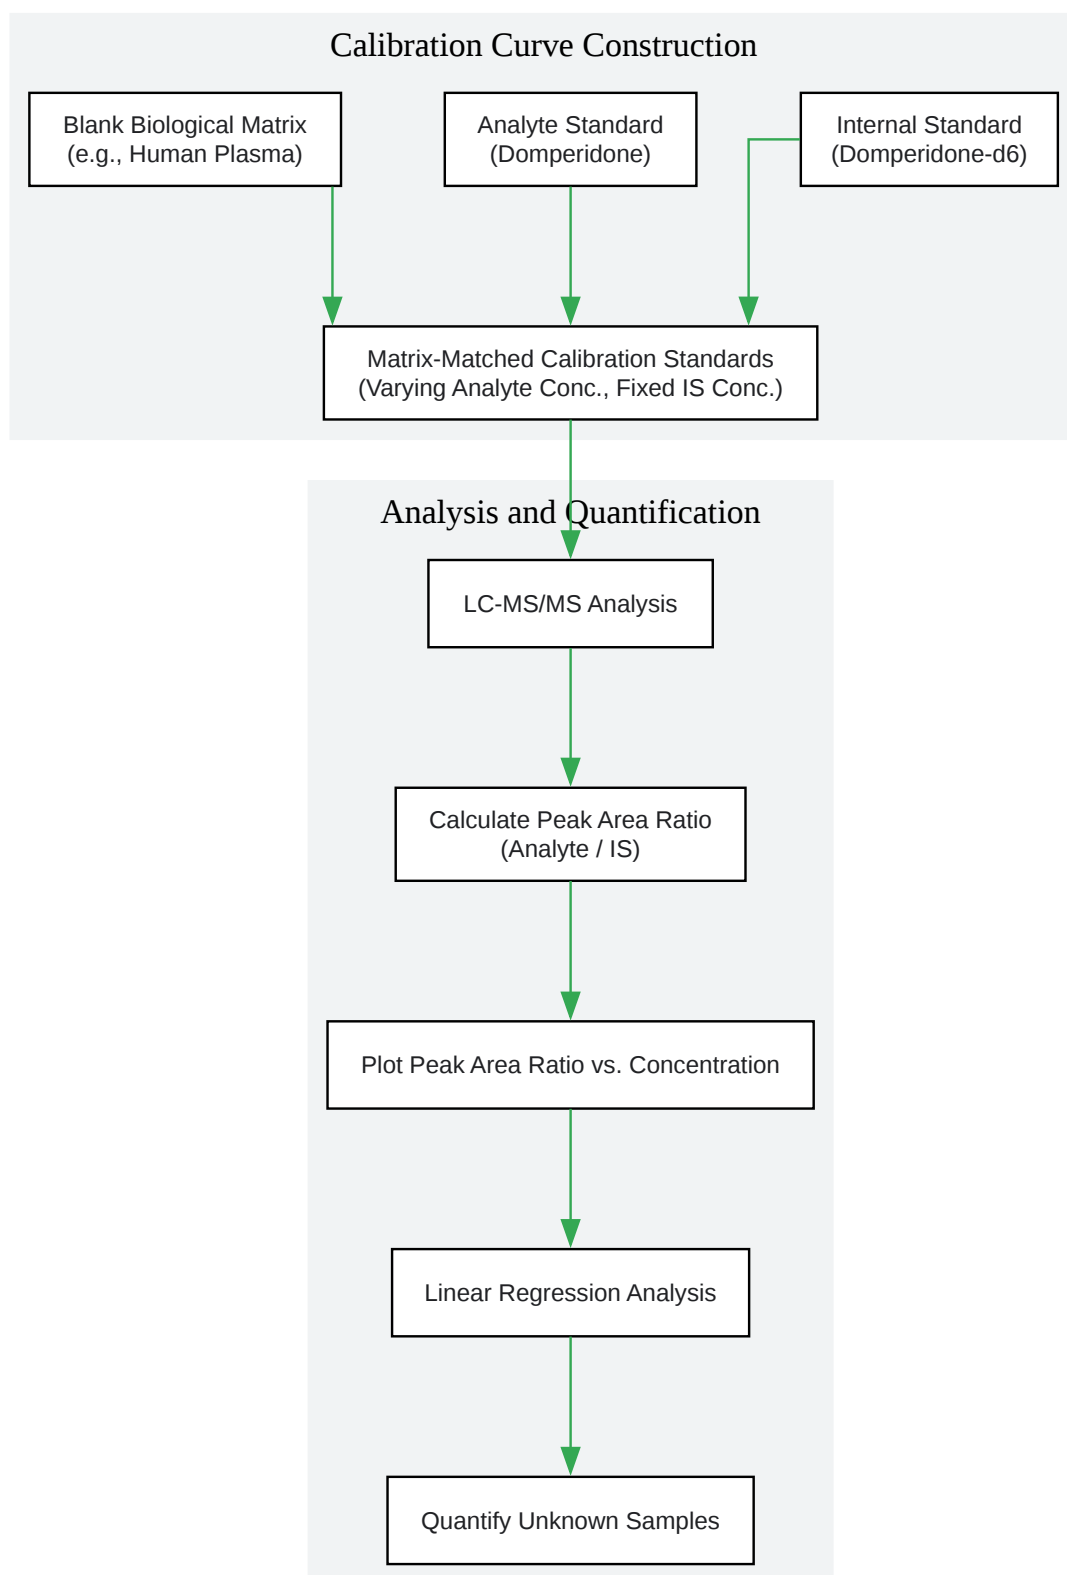 Calibration Curve Construction
Blank Biological Matrix
(e.g., Human Plasma)
Analyte Standard
(Domperidone)
Internal Standard
(Domperidone-d6)
Matrix-Matched Calibration Standards
(Varying Analyte Conc., Fixed IS Conc.)
Analysis and Quantification
LC-MS/MS Analysis
Calculate Peak Area Ratio
(Analyte / IS)
Plot Peak Area Ratio vs. Concentration
Linear Regression Analysis
Quantify Unknown Samples